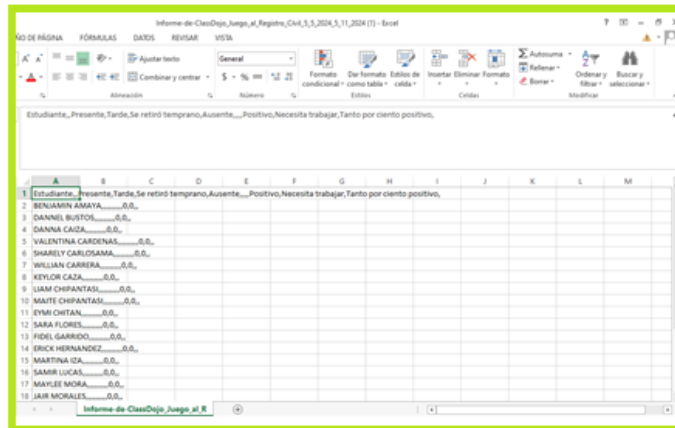 Informe-de-ClassDojo_Juego_al_Registro_Civil_5_5_2024_5_11_2024 (1) - Excel
ÑO DE PÁGINA FÓRMULAS DATOS REVISAR VISTA
Ajustar texto General Autosuma
Rellenar
Combinar y centrar $ % Formato condicional Dar formato como tabla Estilos de celda Insertar Eliminar Formato Borrar Ordenar y filtrar Buscar y seleccionar
Alineación Número Estilos Celdas Modificar
Estudiante,,Presente,Tarde,Se retiró temprano,Ausente,,,,Positivo,Necesita trabajar,Tanto por ciento positivo,
A B C D E F G H I J K L M
1 Estudiante,,Presente,Tarde,Se retiró temprano,Ausente,,,,Positivo,Necesita trabajar,Tanto por ciento positivo,
2 BENJAMIN AMAYA,,,,,,,,,0,0,,
3 DANNEL BUSTOS,,,,,,,,,0,0,,
4 DANNA CAIZA,,,,,,,,,0,0,,
5 VALENTINA CARDENAS,,,,,,,,,0,0,,
6 SHARELY CARLOSAMA,,,,,,,,,0,0,,
7 WILLIAN CARRERA,,,,,,,,,0,0,,
8 KEYLOR CAZA,,,,,,,,,0,0,,
9 LIAM CHIPANTASI,,,,,,,,,0,0,,
10 MAITE CHIPANTASI,,,,,,,,,0,0,,
11 EYMI CHITAN,,,,,,,,,0,0,,
12 SARA FLORES,,,,,,,,,0,0,,
13 FIDEL GARRIDO,,,,,,,,,0,0,,
14 ERICK HERNANDEZ,,,,,,,,,0,0,,
15 MARTINA IZA,,,,,,,,,0,0,,
16 SAMIR LUCAS,,,,,,,,,0,0,,
17 MAYLEE MORA,,,,,,,,,0,0,,
18 JAIR MORALES,,,,,,,,,0,0,,
Informe-de-ClassDojo_Juego_al_R